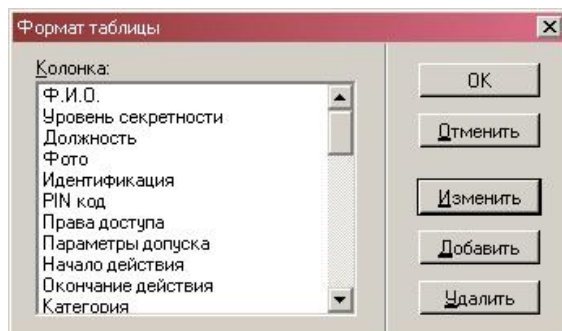 Формат таблицы
Колонка:
Ф.И.О.
Уровень секретности
Должность
Фото
Идентификация
PIN код
Права доступа
Параметры допуска
Начало действия
Окончание действия
Категория
OK
Отменить
Изменить
Добавить
Удалить